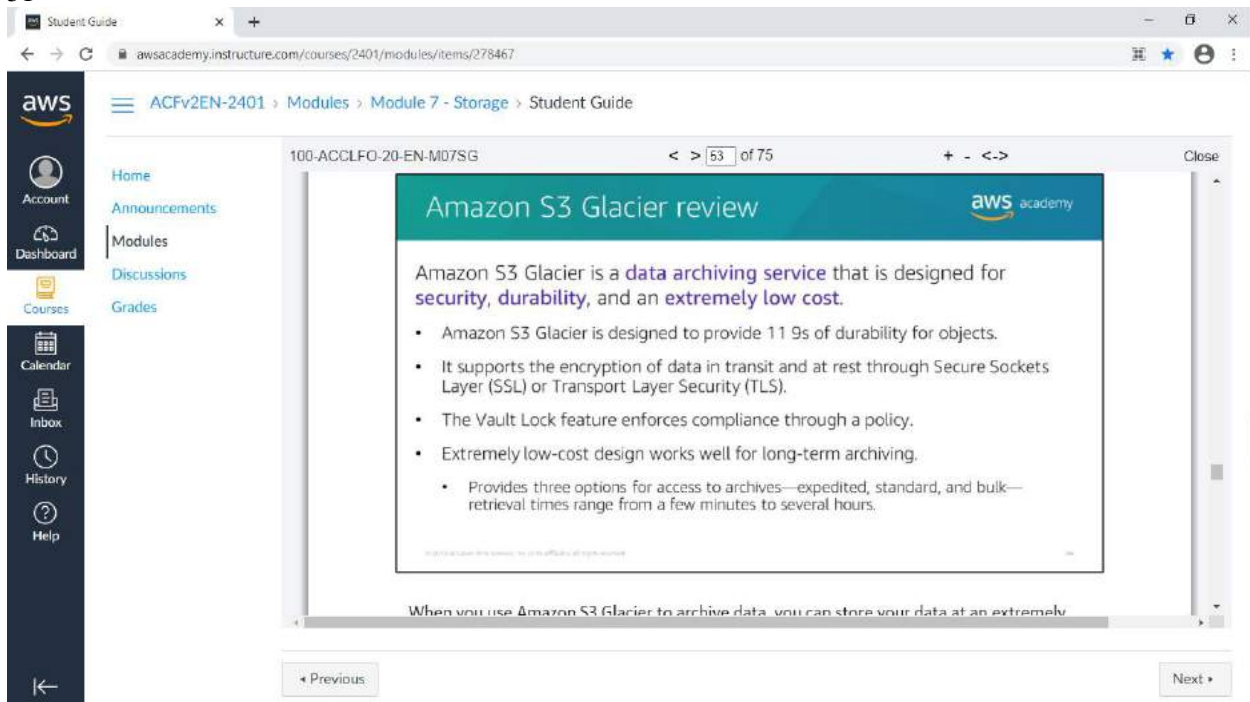 Student Guide
awsacademy.instructure.com/courses/2401/modules/items/278467
aws
ACFv2EN-2401 > Modules > Module 7 - Storage > Student Guide
Account
Dashboard
Courses
Calendar
Inbox
History
Help
Home
Announcements
Modules
Discussions
Grades
100-ACCLFO-20-EN-M07SG < > 53 of 75 + - <-> Close
Amazon S3 Glacier review
aws academy
Amazon S3 Glacier is a data archiving service that is designed for
security, durability, and an extremely low cost.
• Amazon S3 Glacier is designed to provide 11 9s of durability for objects.
• It supports the encryption of data in transit and at rest through Secure Sockets
Layer (SSL) or Transport Layer Security (TLS).
• The Vault Lock feature enforces compliance through a policy.
• Extremely low-cost design works well for long-term archiving.
• Provides three options for access to archives—expedited, standard, and bulk—
retrieval times range from a few minutes to several hours.
When you use Amazon S3 Glacier to archive data, you can store your data at an extremely
◂ Previous
Next ▸